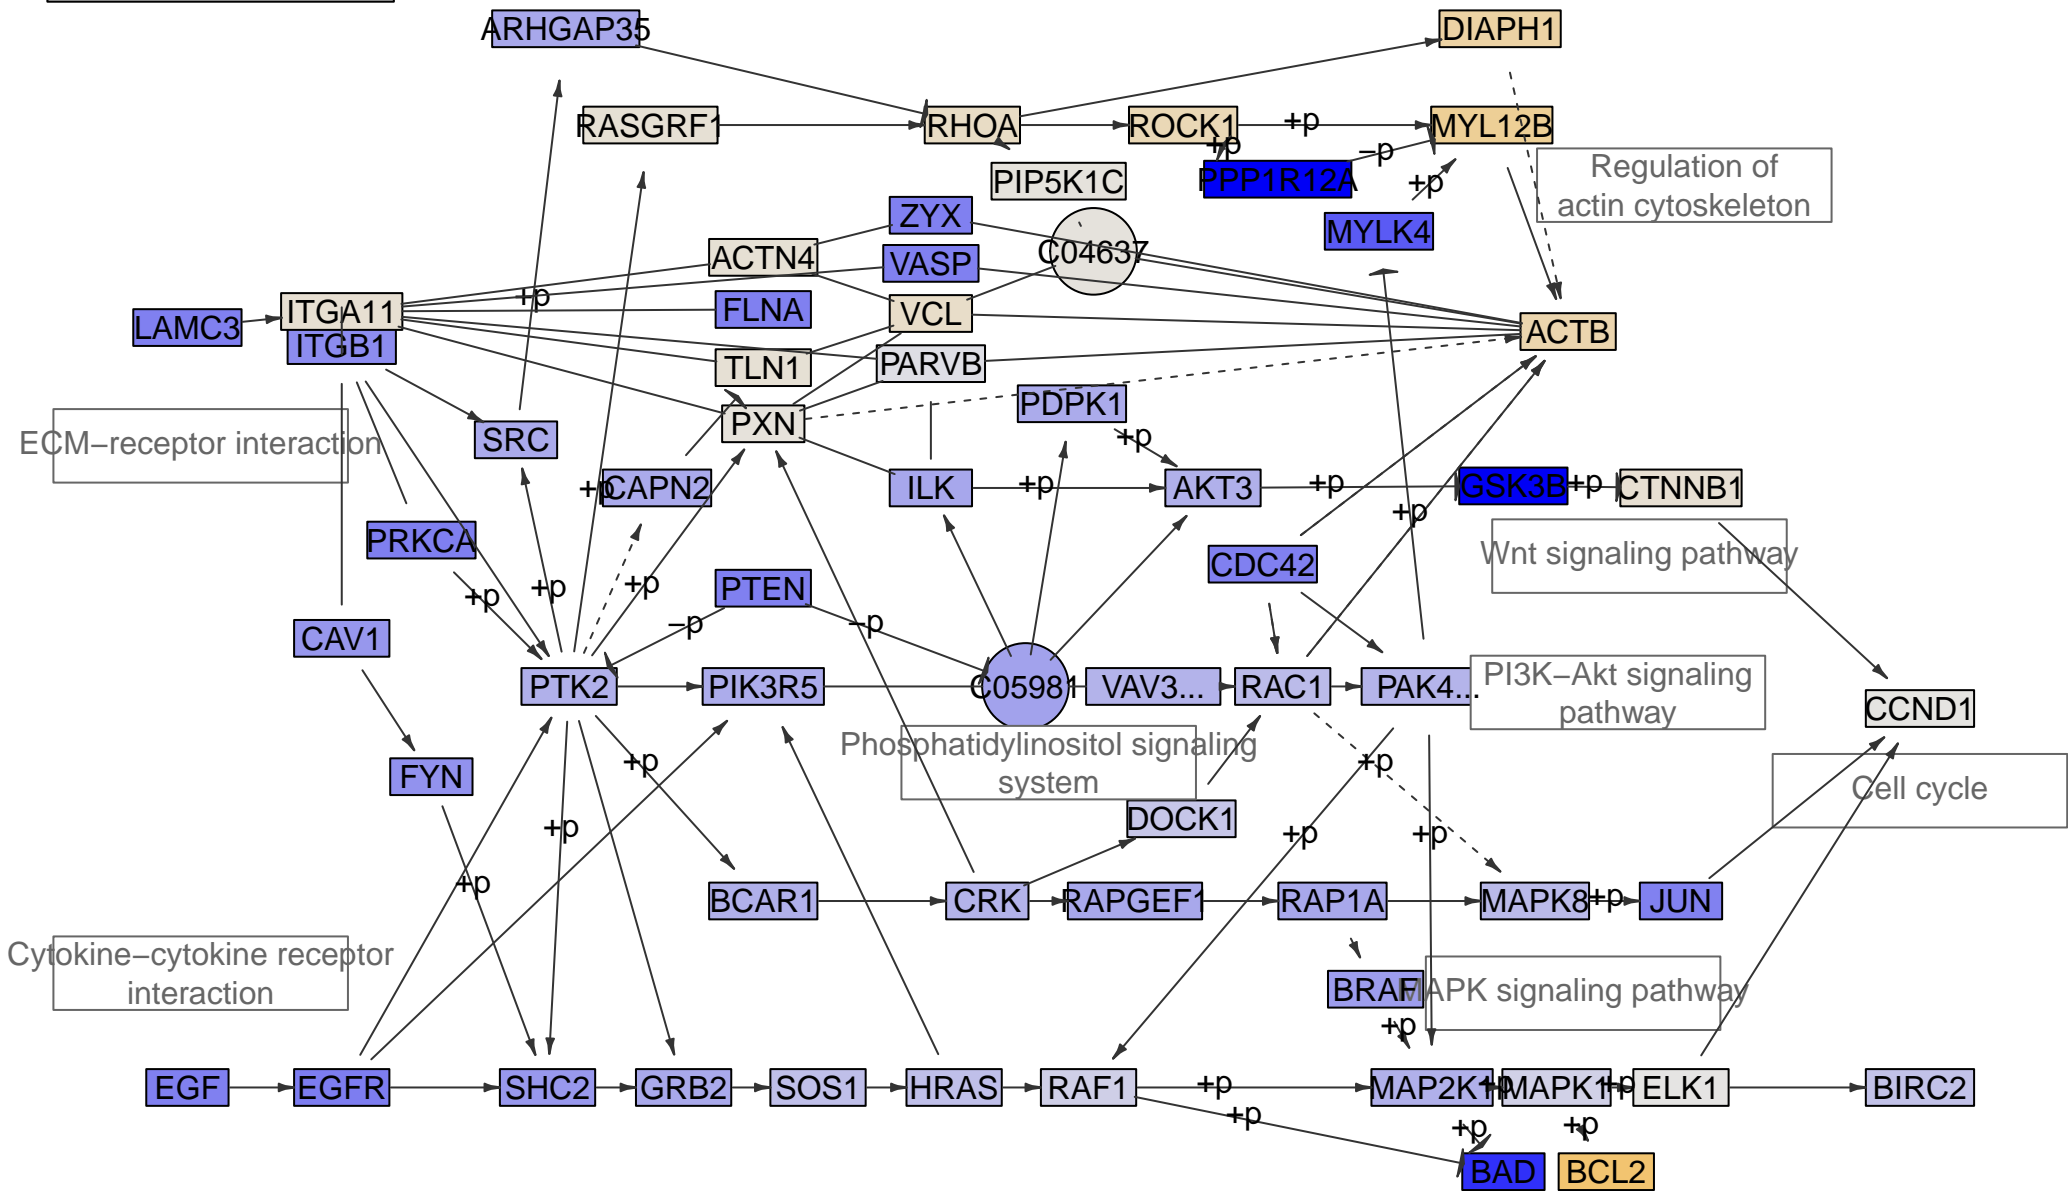 ARHGAP35
DIAPH1
RASGRF1
RHOA
ROCK1
+p
MYL12B
+p
−p
PIP5K1C
PPP1R12A
+p
Regulation of
actin cytoskeleton
ZYX
MYLK4
ACTN4
VASP
C04637
+p
ITGA11
FLNA
VCL
LAMC3
ITGB1
ACTB
TLN1
PARVB
PDPK1
PXN
ECM−receptor interaction
SRC
+p
+p
CAPN2
ILK
+p
AKT3
+p
GSK3B
+p
CTNNB1
+p
PRKCA
Wnt signaling pathway
CDC42
+p
+p
+p
PTEN
−p
−p
CAV1
PTK2
PIK3R5
C05981
VAV3...
RAC1
PAK4...
PI3K−Akt signaling
pathway
CCND1
Phosphatidylinositol signaling
system
FYN
+p
+p
Cell cycle
DOCK1
+p
+p
+p
+p
BCAR1
CRK
RAPGEF1
RAP1A
MAPK8
+p
JUN
Cytokine−cytokine receptor
interaction
BRAF
MAPK signaling pathway
+p
EGF
EGFR
SHC2
GRB2
SOS1
HRAS
RAF1
+p
MAP2K1
+p
MAPK1
+p
ELK1
BIRC2
+p
+p
+p
BAD
BCL2